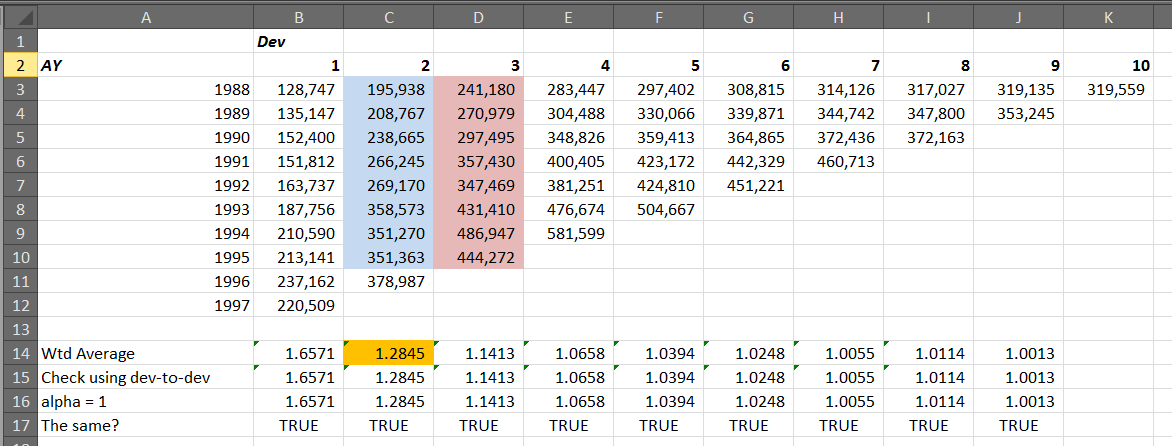 A B C D E F G H I J K
1 Dev
2 AY 1 2 3 4 5 6 7 8 9 10
3 1988 128,747 195,938 241,180 283,447 297,402 308,815 314,126 317,027 319,135 319,559
4 1989 135,147 208,767 270,979 304,488 330,066 339,871 344,742 347,800 353,245
5 1990 152,400 238,665 297,495 348,826 359,413 364,865 372,436 372,163
6 1991 151,812 266,245 357,430 400,405 423,172 442,329 460,713
7 1992 163,737 269,170 347,469 381,251 424,810 451,221
8 1993 187,756 358,573 431,410 476,674 504,667
9 1994 210,590 351,270 486,947 581,599
10 1995 213,141 351,363 444,272
11 1996 237,162 378,987
12 1997 220,509
13
14 Wtd Average 1.6571 1.2845 1.1413 1.0658 1.0394 1.0248 1.0055 1.0114 1.0013
15 Check using dev-to-dev 1.6571 1.2845 1.1413 1.0658 1.0394 1.0248 1.0055 1.0114 1.0013
16 alpha = 1 1.6571 1.2845 1.1413 1.0658 1.0394 1.0248 1.0055 1.0114 1.0013
17 The same? TRUE TRUE TRUE TRUE TRUE TRUE TRUE TRUE TRUE